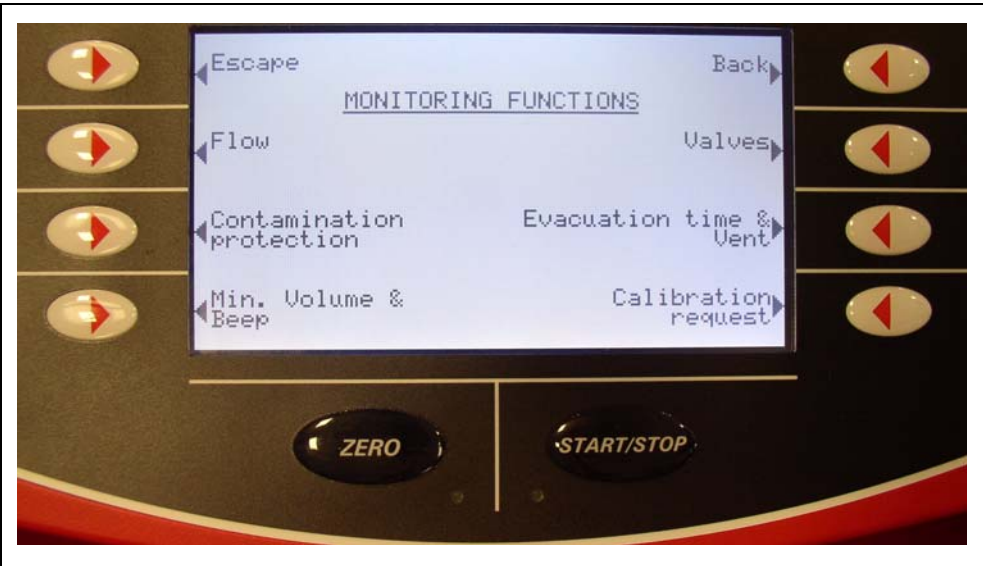 Escape
Back
MONITORING FUNCTIONS
Flow
Valves
Contamination
protection
Evacuation time &
Vent
Min. Volume &
Beep
Calibration
request
ZERO
START/STOP